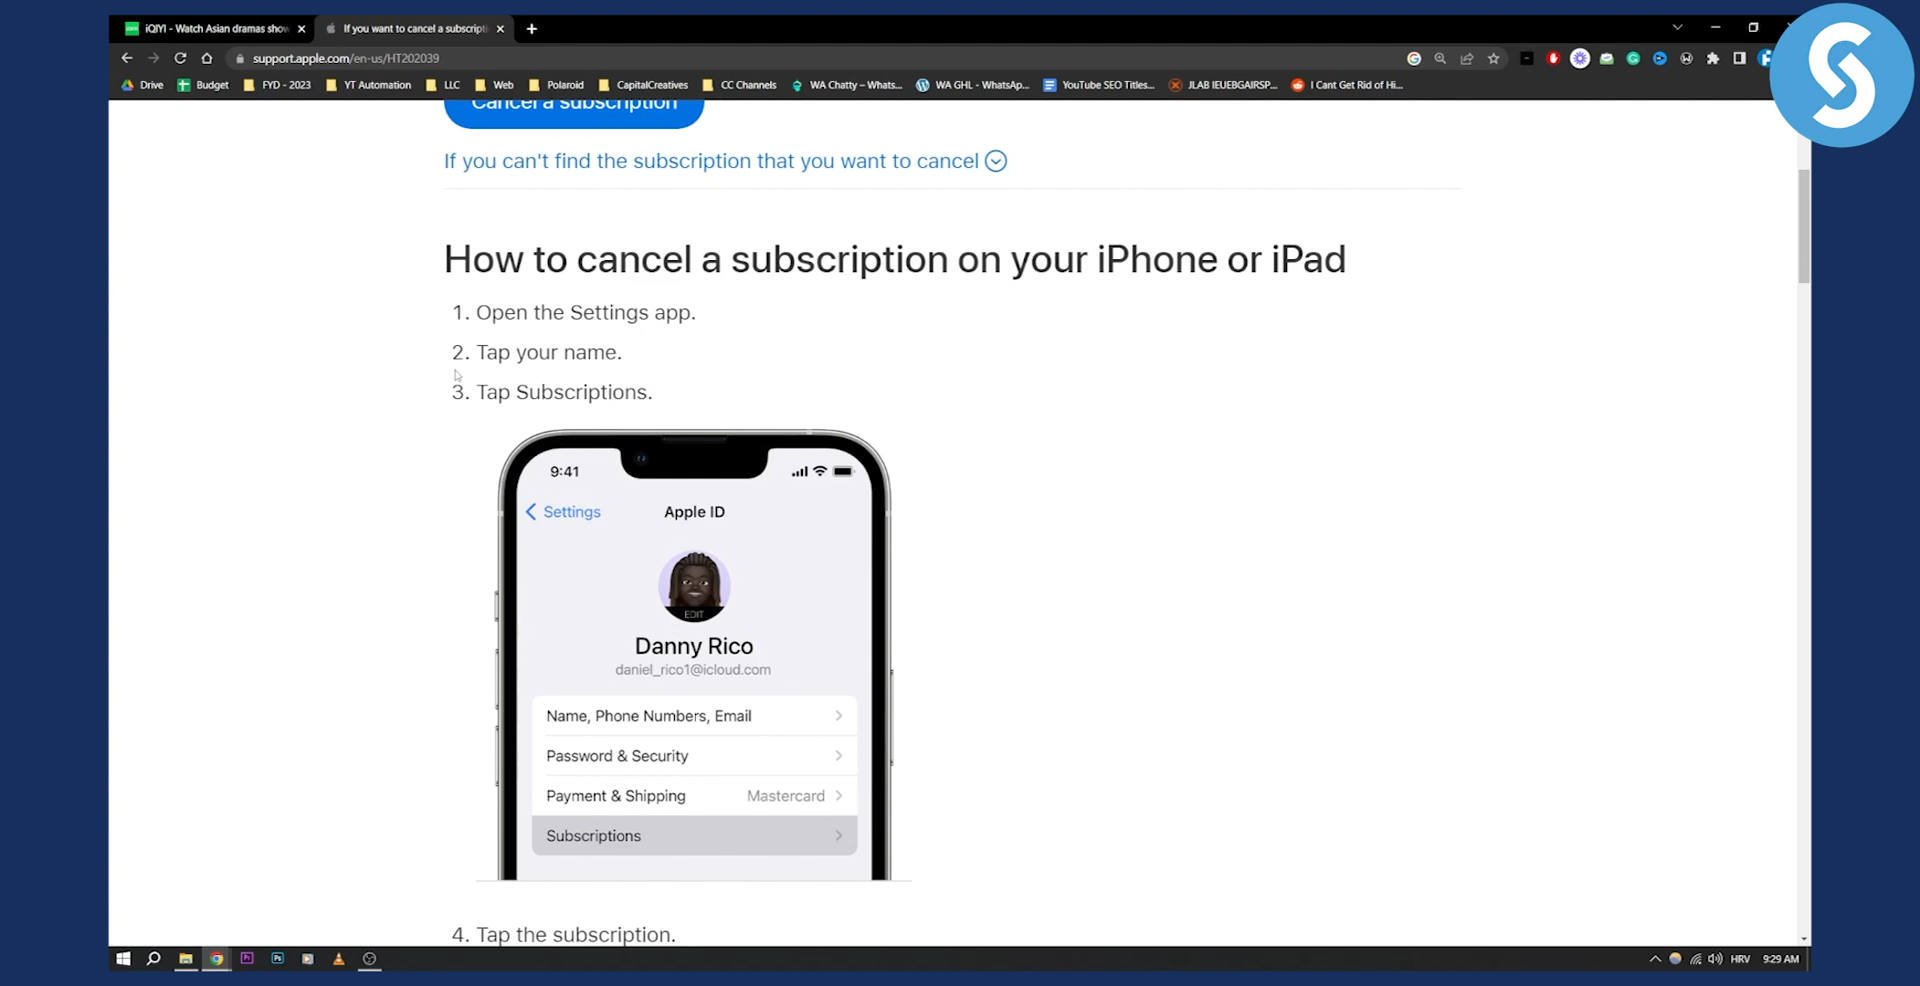 iQIYI - Watch Asian dramas show
If you want to cancel a subscripti
support.apple.com/en-us/HT202039
Drive
Budget
FYD - 2023
YT Automation
LLC
Web
Polaroid
CapitalCreatives
CC Channels
WA Chatty – Whats...
WA GHL - WhatsAp...
YouTube SEO Titles...
JLAB IEUEBGAIRSP...
I Cant Get Rid of Hi...
Cancel a subscription
If you can't find the subscription that you want to cancel
How to cancel a subscription on your iPhone or iPad
1. Open the Settings app.
2. Tap your name.
3. Tap Subscriptions.
9:41
Settings
Apple ID
EDIT
Danny Rico
daniel_rico1@icloud.com
Name, Phone Numbers, Email
Password & Security
Payment & Shipping Mastercard
Subscriptions
4. Tap the subscription.
HRV
9:29 AM